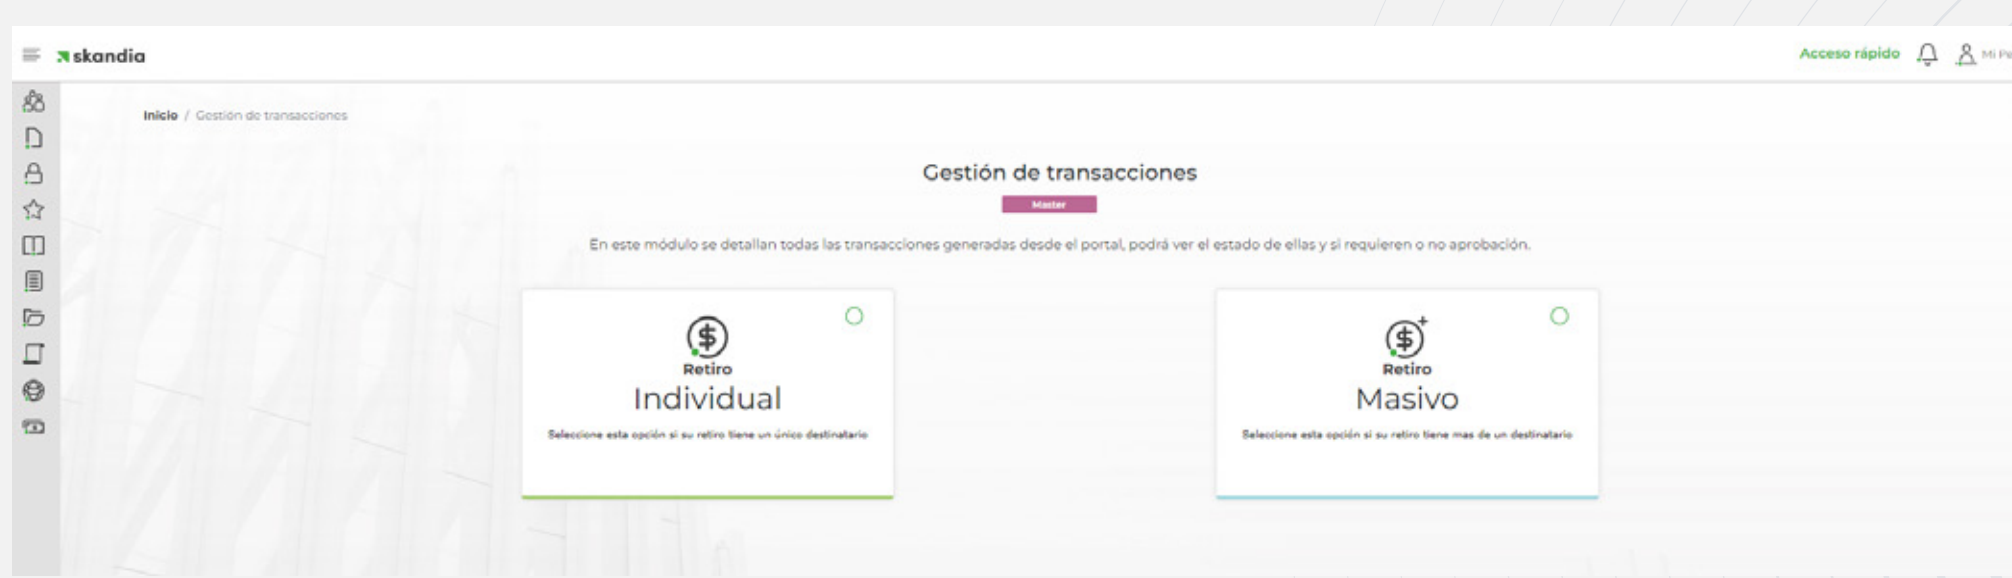 skandia
Acceso rápido
Mi Pe
Inicio / Gestión de transacciones
Gestión de transacciones
Master
En este módulo se detallan todas las transacciones generadas desde el portal, podrá ver el estado de ellas y si requieren o no aprobación.
Retiro
Individual
Seleccione esta opción si su retiro tiene un único destinatario
Retiro
Masivo
Seleccione esta opción si su retiro tiene mas de un destinatario